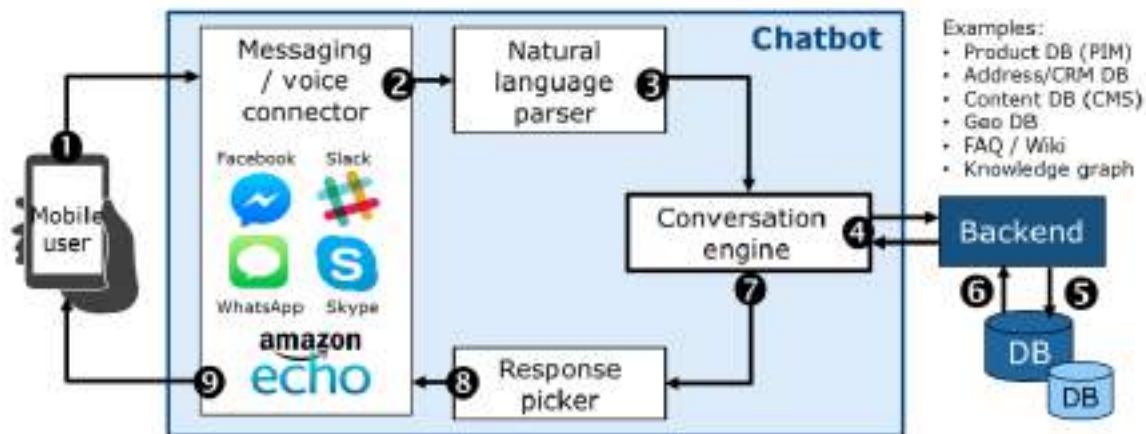 Chatbot
Messaging
/ voice
connector
Facebook
Slack
WhatsApp
Skype
amazon
echo
Natural
language
parser
Conversation
engine
Response
picker
Mobile
user
Examples:
• Product DB (PIM)
• Address/CRM DB
• Content DB (CMS)
• Geo DB
• FAQ / Wiki
• Knowledge graph
Backend
DB
DB
1
2
3
4
5
6
7
8
9